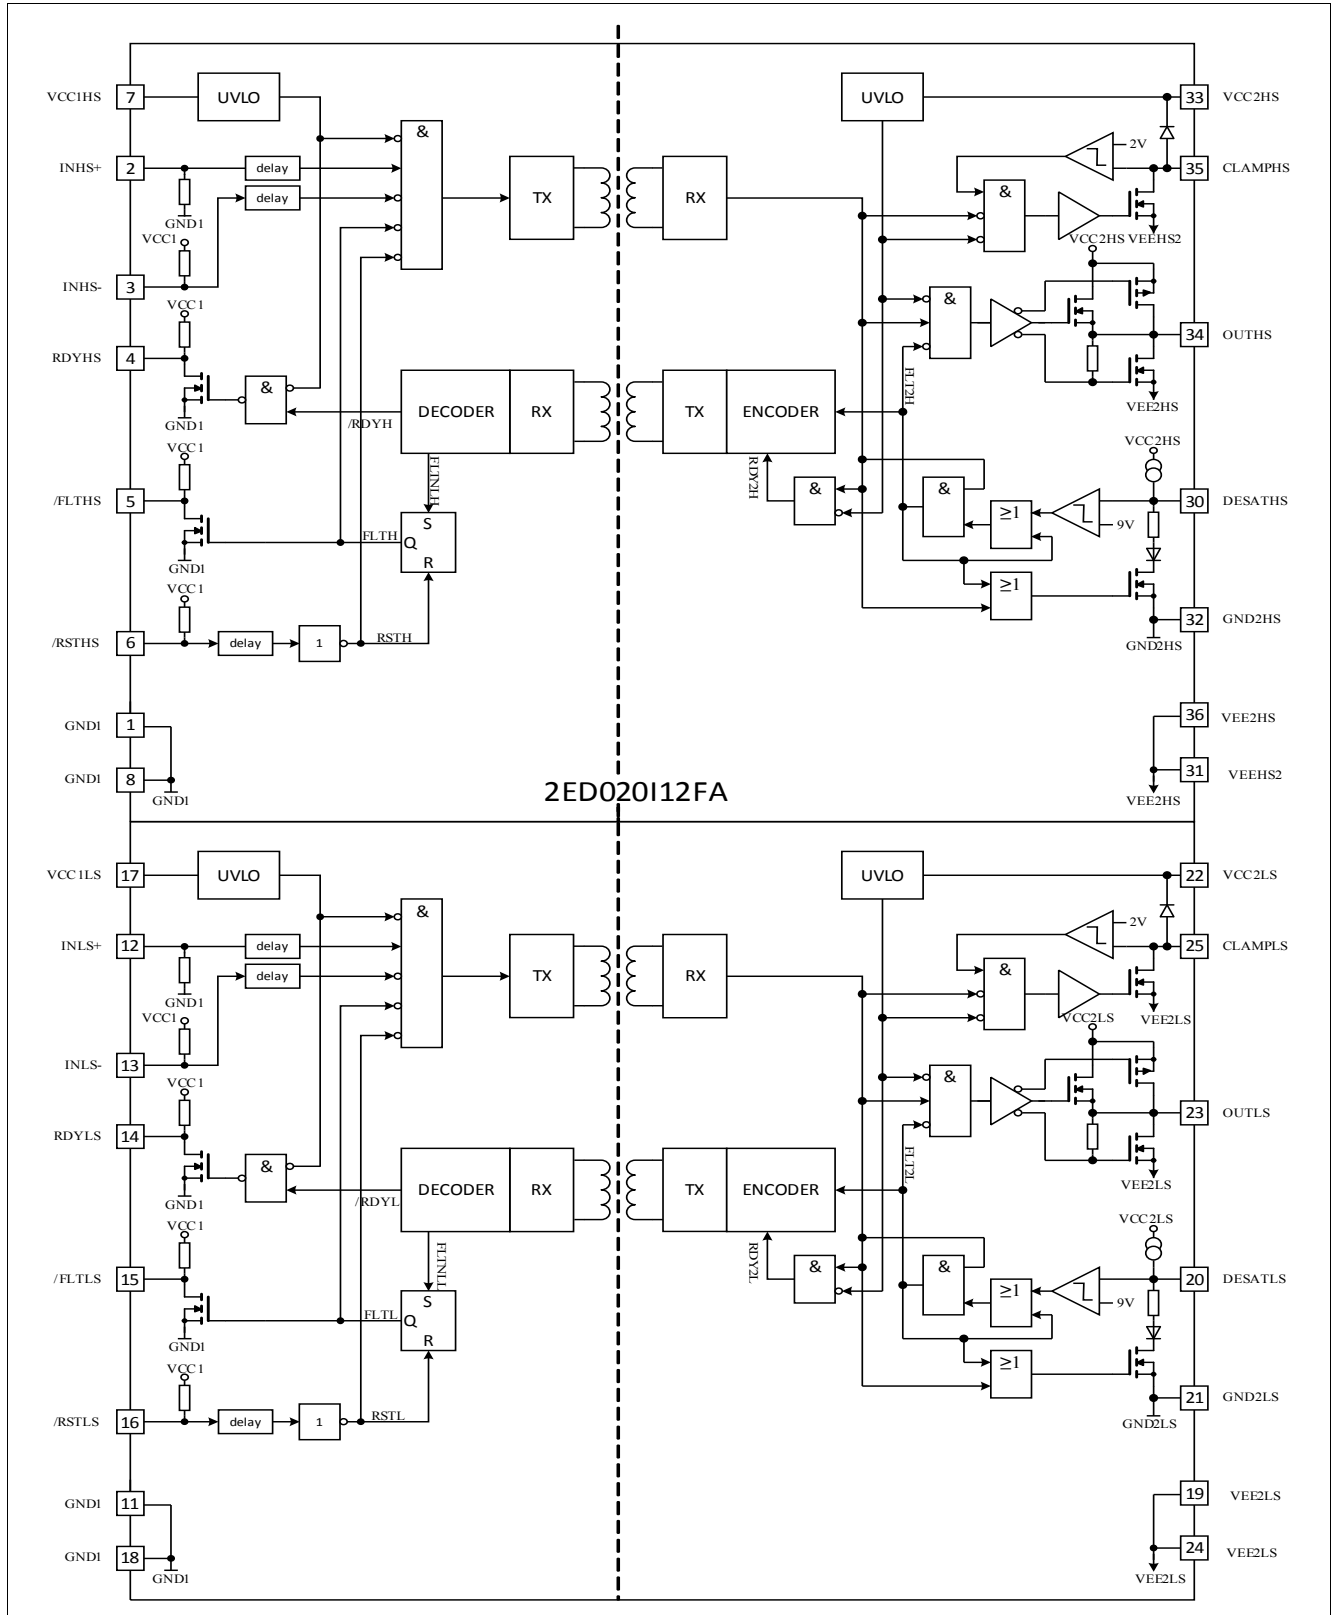 VCC1HS 7 UVLO UVLO 33 VCC2HS
& 2V
INHS+ 2 delay 35 CLAMPHS
delay TX RX &
GND1
VCC1 VCC2HS VEEHS2
INHS- 3
VCC1 &
RDYHS 4 34 OUTHS
&
DECODER RX TX ENCODER FLT2H VEE2HS
GND1 /RDYH
VCC1 VCC2HS
FLTNLH RDY2H & &
/FLTHS 5 ≥1 9V 30 DESATHS
S
FLTH Q
R
GND1
VCC1 ≥1
/RSTHS 6 delay 1 RSTH 32 GND2HS
GND2HS
GND1 1 36 VEE2HS
GND1 8 31 VEEHS2
GND1 VEE2HS
2ED020I12FA
VCC1LS 17 UVLO UVLO 22 VCC2LS
& 2V
INLS+ 12 delay 25 CLAMPLS
delay TX RX &
GND1
VCC1 VCC2LS VEE2LS
INLS- 13
VCC1 &
RDYLS 14 23 OUTLS
&
DECODER RX TX ENCODER FLT2L VEE2LS
GND1 /RDYL
VCC1 VCC2LS
RDY2L & &
/FLTLS 15 ≥1 9V 20 DESATLS
S
FLTL Q
R
GND1
VCC1 ≥1
/RSTLS 16 delay 1 RSTL 21 GND2LS
GND2LS
GND1 11 19 VEE2LS
GND1 18 24 VEE2LS
GND1 VEE2LS